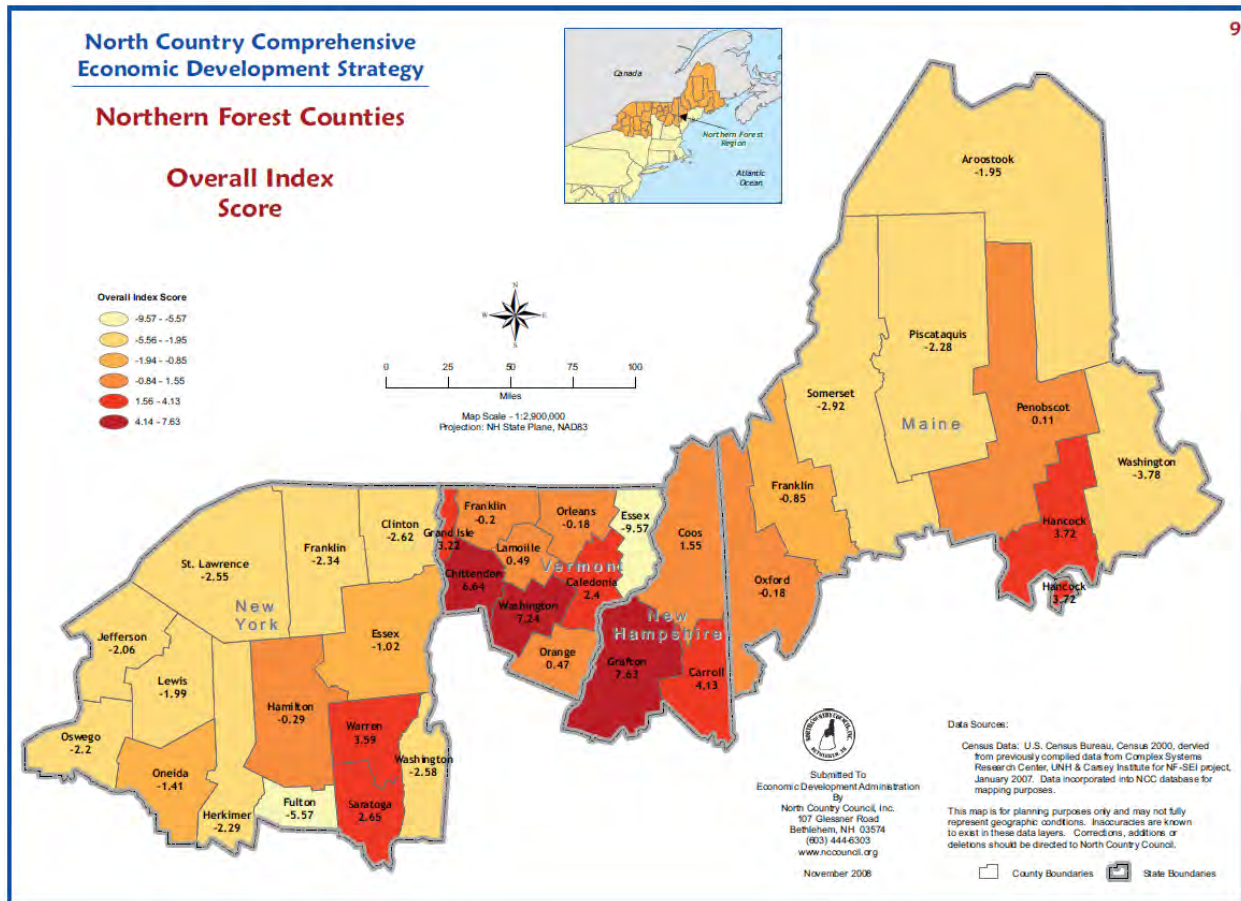 9
North Country Comprehensive
Economic Development Strategy
Northern Forest Counties
Overall Index
Score
Canada
Northern Forest
Region
Atlantic
Ocean
Overall Index Score
-9.57 - -5.57
-5.56 - -1.95
-1.94 - -0.85
-0.84 - 1.55
1.56 - 4.13
4.14 - 7.63
N
E
S
W
0 25 50 75 100
Miles
Map Scale - 1:2,900,000
Projection: NH State Plane, NAD83
Aroostook
-1.95
Piscataquis
-2.28
Somerset
-2.92
Maine
Penobscot
0.11
Washington
-3.78
Franklin
-0.85
Hancock
3.72
Hancock
3.72
Oxford
-0.18
Coos
1.55
New
Hampshire
Grafton
7.63
Carroll
4.13
Essex
-9.57
Orleans
-0.18
Franklin
-0.2
Grand Isle
3.22
Lamoille
0.49
Vermont
Chittendon
6.64
Caledonia
2.4
Washington
7.24
Orange
0.47
Clinton
-2.62
Franklin
-2.34
St. Lawrence
-2.55
New
York
Essex
-1.02
Jefferson
-2.06
Lewis
-1.99
Hamilton
-0.29
Warren
3.59
Oswego
-2.2
Washington
-2.58
Oneida
-1.41
Herkimer
-2.29
Fulton
-5.57
Saratoga
2.65
NORTH COUNTRY COUNCIL, INC.
BETHLEHEM, NH
Submitted To
Economic Development Administration
By
North Country Council, Inc.
107 Glessner Road
Bethlehem, NH 03574
(603) 444-6303
www.nccouncil.org
November 2008
Data Sources:
Census Data: U.S. Census Bureau, Census 2000, dervied
from previously compiled data from Complex Systems
Research Center, UNH & Carsey Institute for NF-SEI project,
January 2007. Data incorporated into NCC database for
mapping purposes.
This map is for planning purposes only and may not fully
represent geographic conditions. Inaccuracies are known
to exist in these data layers. Corrections, additions or
deletions should be directed to North Country Council.
County Boundaries
State Boundaries